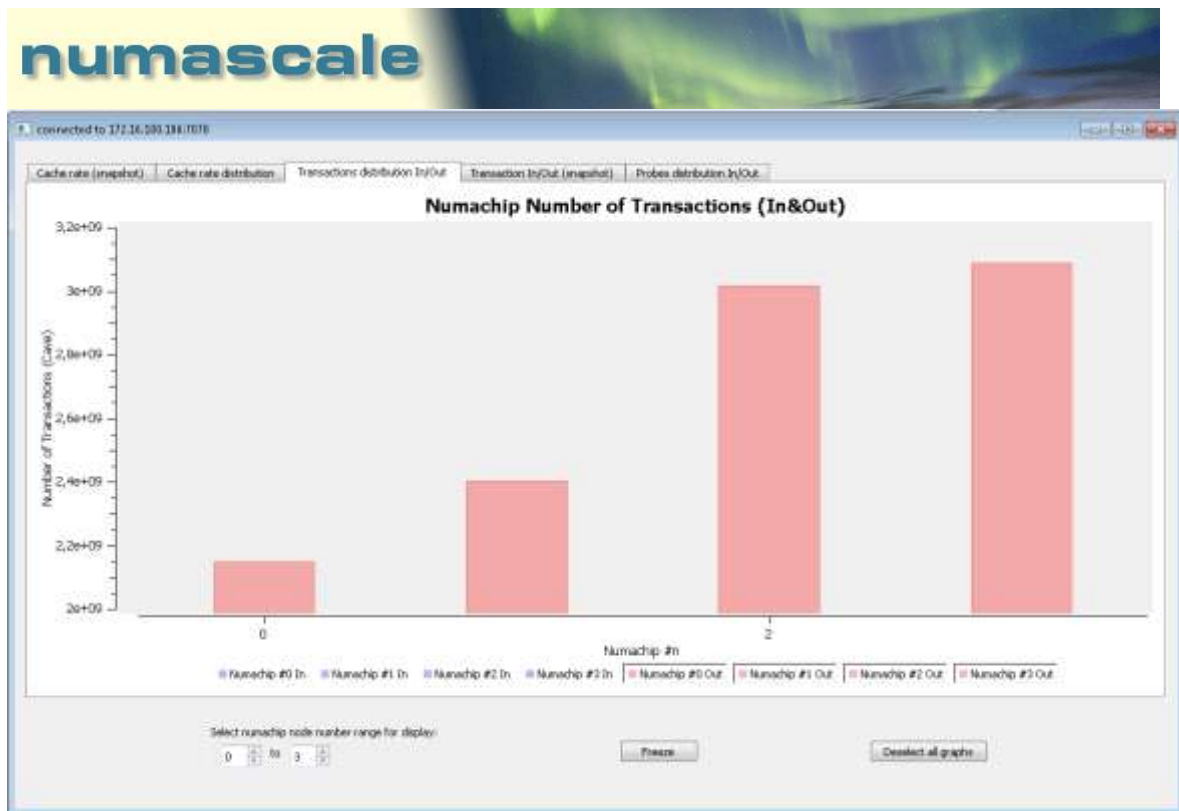 numascale
connected to 172.16.100.186:7070
Cache rate (snapshot) Cache rate distribution Transactions distribution In/Out Transaction In/Out (snapshot) Probes distribution In/Out
Numachip Number of Transactions (In&Out)
Number of Transactions (Cave)
3,2e+09
3e+09
2,8e+09
2,6e+09
2,4e+09
2,2e+09
2e+09
0 2
Numachip #n
Numachip #0 In Numachip #1 In Numachip #2 In Numachip #3 In Numachip #0 Out Numachip #1 Out Numachip #2 Out Numachip #3 Out
Select numachip node number range for display:
0 to 3 Freeze Deselect all graphs